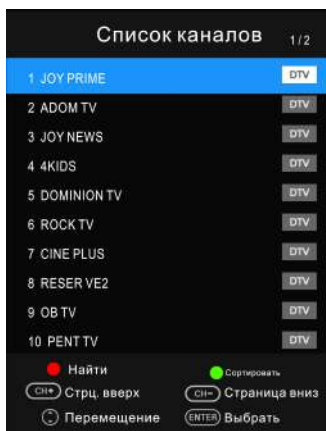 Список каналов 1/2
1 JOY PRIME DTV
2 ADOM TV DTV
3 JOY NEWS DTV
4 4KIDS DTV
5 DOMINION TV DTV
6 ROCK TV DTV
7 CINE PLUS DTV
8 RESER VE2 DTV
9 OB TV DTV
10 PENT TV DTV
Найти Сортировать
CH+ Стрц. вверх CH- Страница вниз
Перемещение ENTER Выбрать